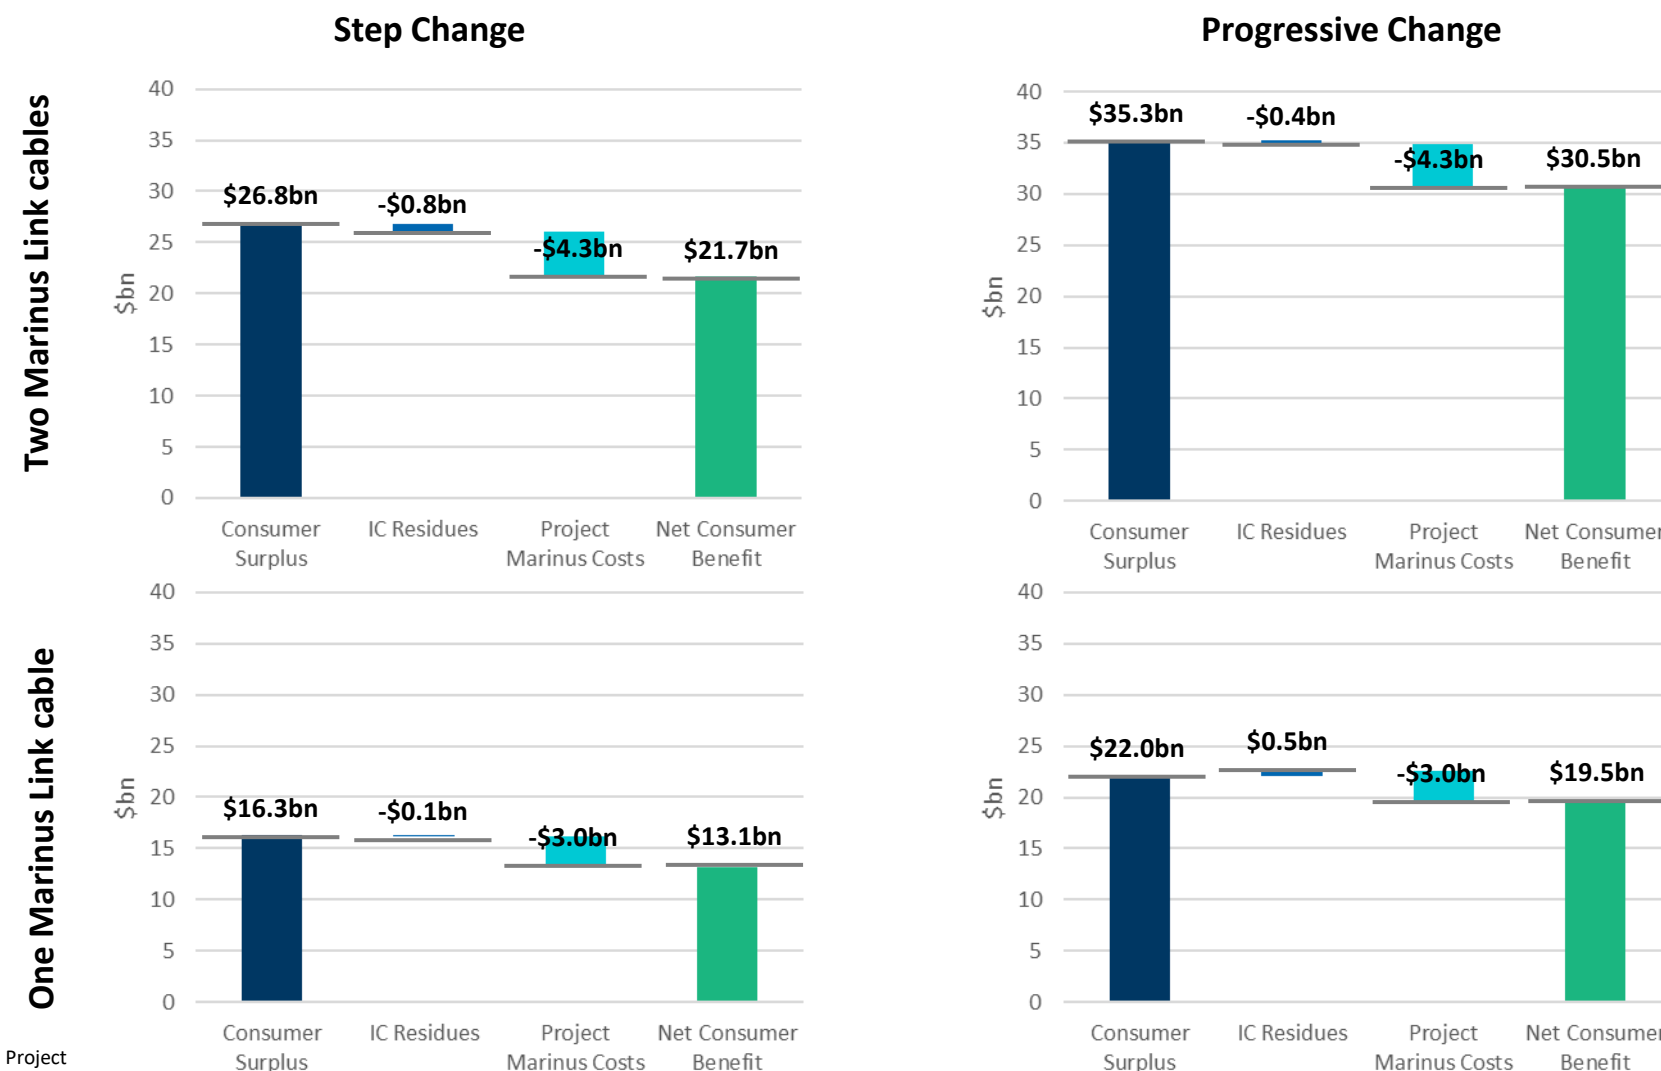 Step Change
Progressive Change
Two Marinus Link cables
40
35
30
25
20
15
10
5
0
$bn
$26.8bn
-$0.8bn
-$4.3bn
$21.7bn
Consumer
Surplus
IC Residues
Project
Marinus Costs
Net Consumer
Benefit
40
35
30
25
20
15
10
5
0
$bn
$35.3bn
-$0.4bn
-$4.3bn
$30.5bn
Consumer
Surplus
IC Residues
Project
Marinus Costs
Net Consumer
Benefit
One Marinus Link cable
40
35
30
25
20
15
10
5
0
$bn
$16.3bn
-$0.1bn
-$3.0bn
$13.1bn
Consumer
Surplus
IC Residues
Project
Marinus Costs
Net Consumer
Benefit
40
35
30
25
20
15
10
5
0
$bn
$22.0bn
$0.5bn
-$3.0bn
$19.5bn
Consumer
Surplus
IC Residues
Project
Marinus Costs
Net Consumer
Benefit
Project